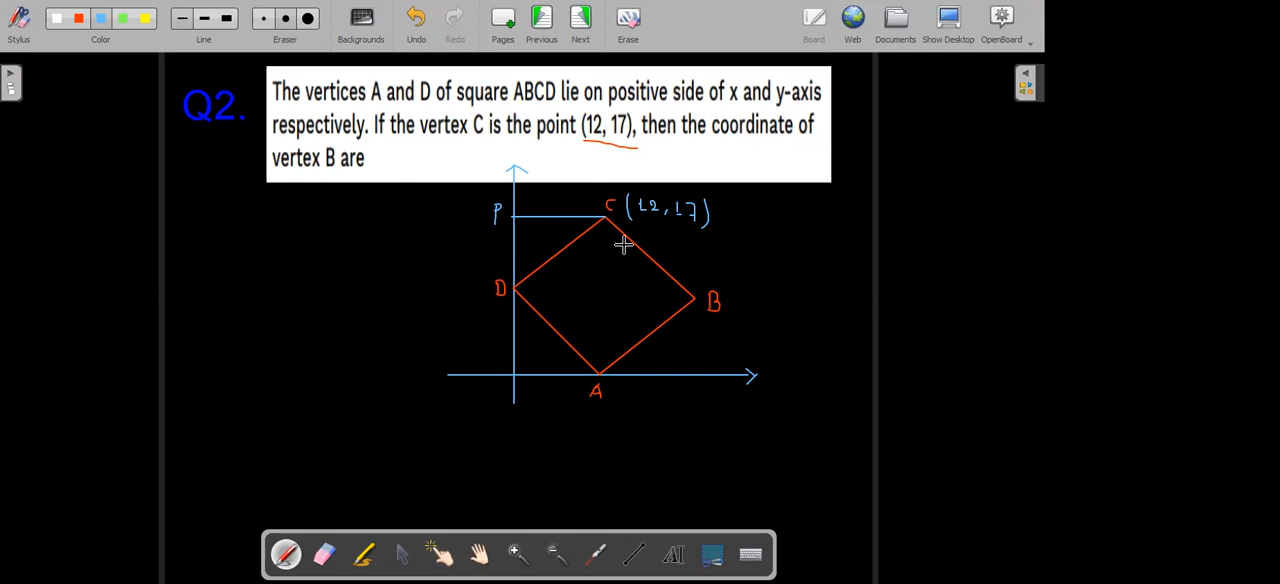 Stylus Color Line Eraser Backgrounds Undo Redo Pages Previous Next Erase Board Web Documents Show Desktop OpenBoard
Q2.
The vertices A and D of square ABCD lie on positive side of x and y-axis
respectively. If the vertex C is the point (12, 17), then the coordinate of
vertex B are
P C (12, 17)
D B
A
AI